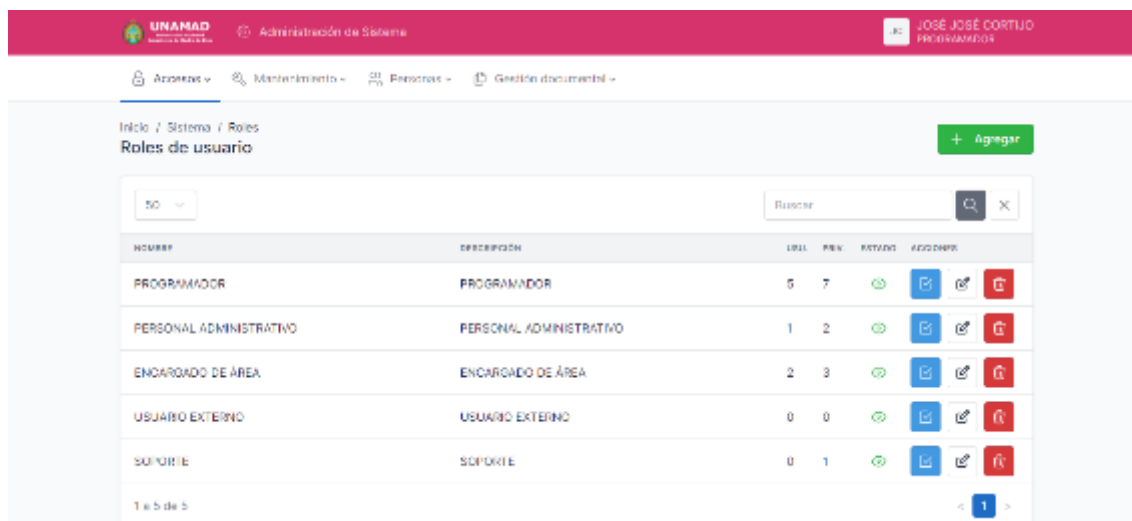 UNAMAD
Administración de Sistema
JOSÉ JOSÉ CORTIJO
PROGRAMADOR
Accesos
Mantenimiento
Personas
Gestión documental
Inicio / Sistema / Roles
Roles de usuario
+ Agregar
50
Buscar
NOMBRE DESCRIPCIÓN USU. PRIV. ESTADO ACCIONES
PROGRAMADOR PROGRAMADOR 5 7
PERSONAL ADMINISTRATIVO PERSONAL ADMINISTRATIVO 1 2
ENCARGADO DE ÁREA ENCARGADO DE ÁREA 2 3
USUARIO EXTERNO USUARIO EXTERNO 0 0
SOPORTE SOPORTE 0 1
1 a 5 de 5
< 1 >